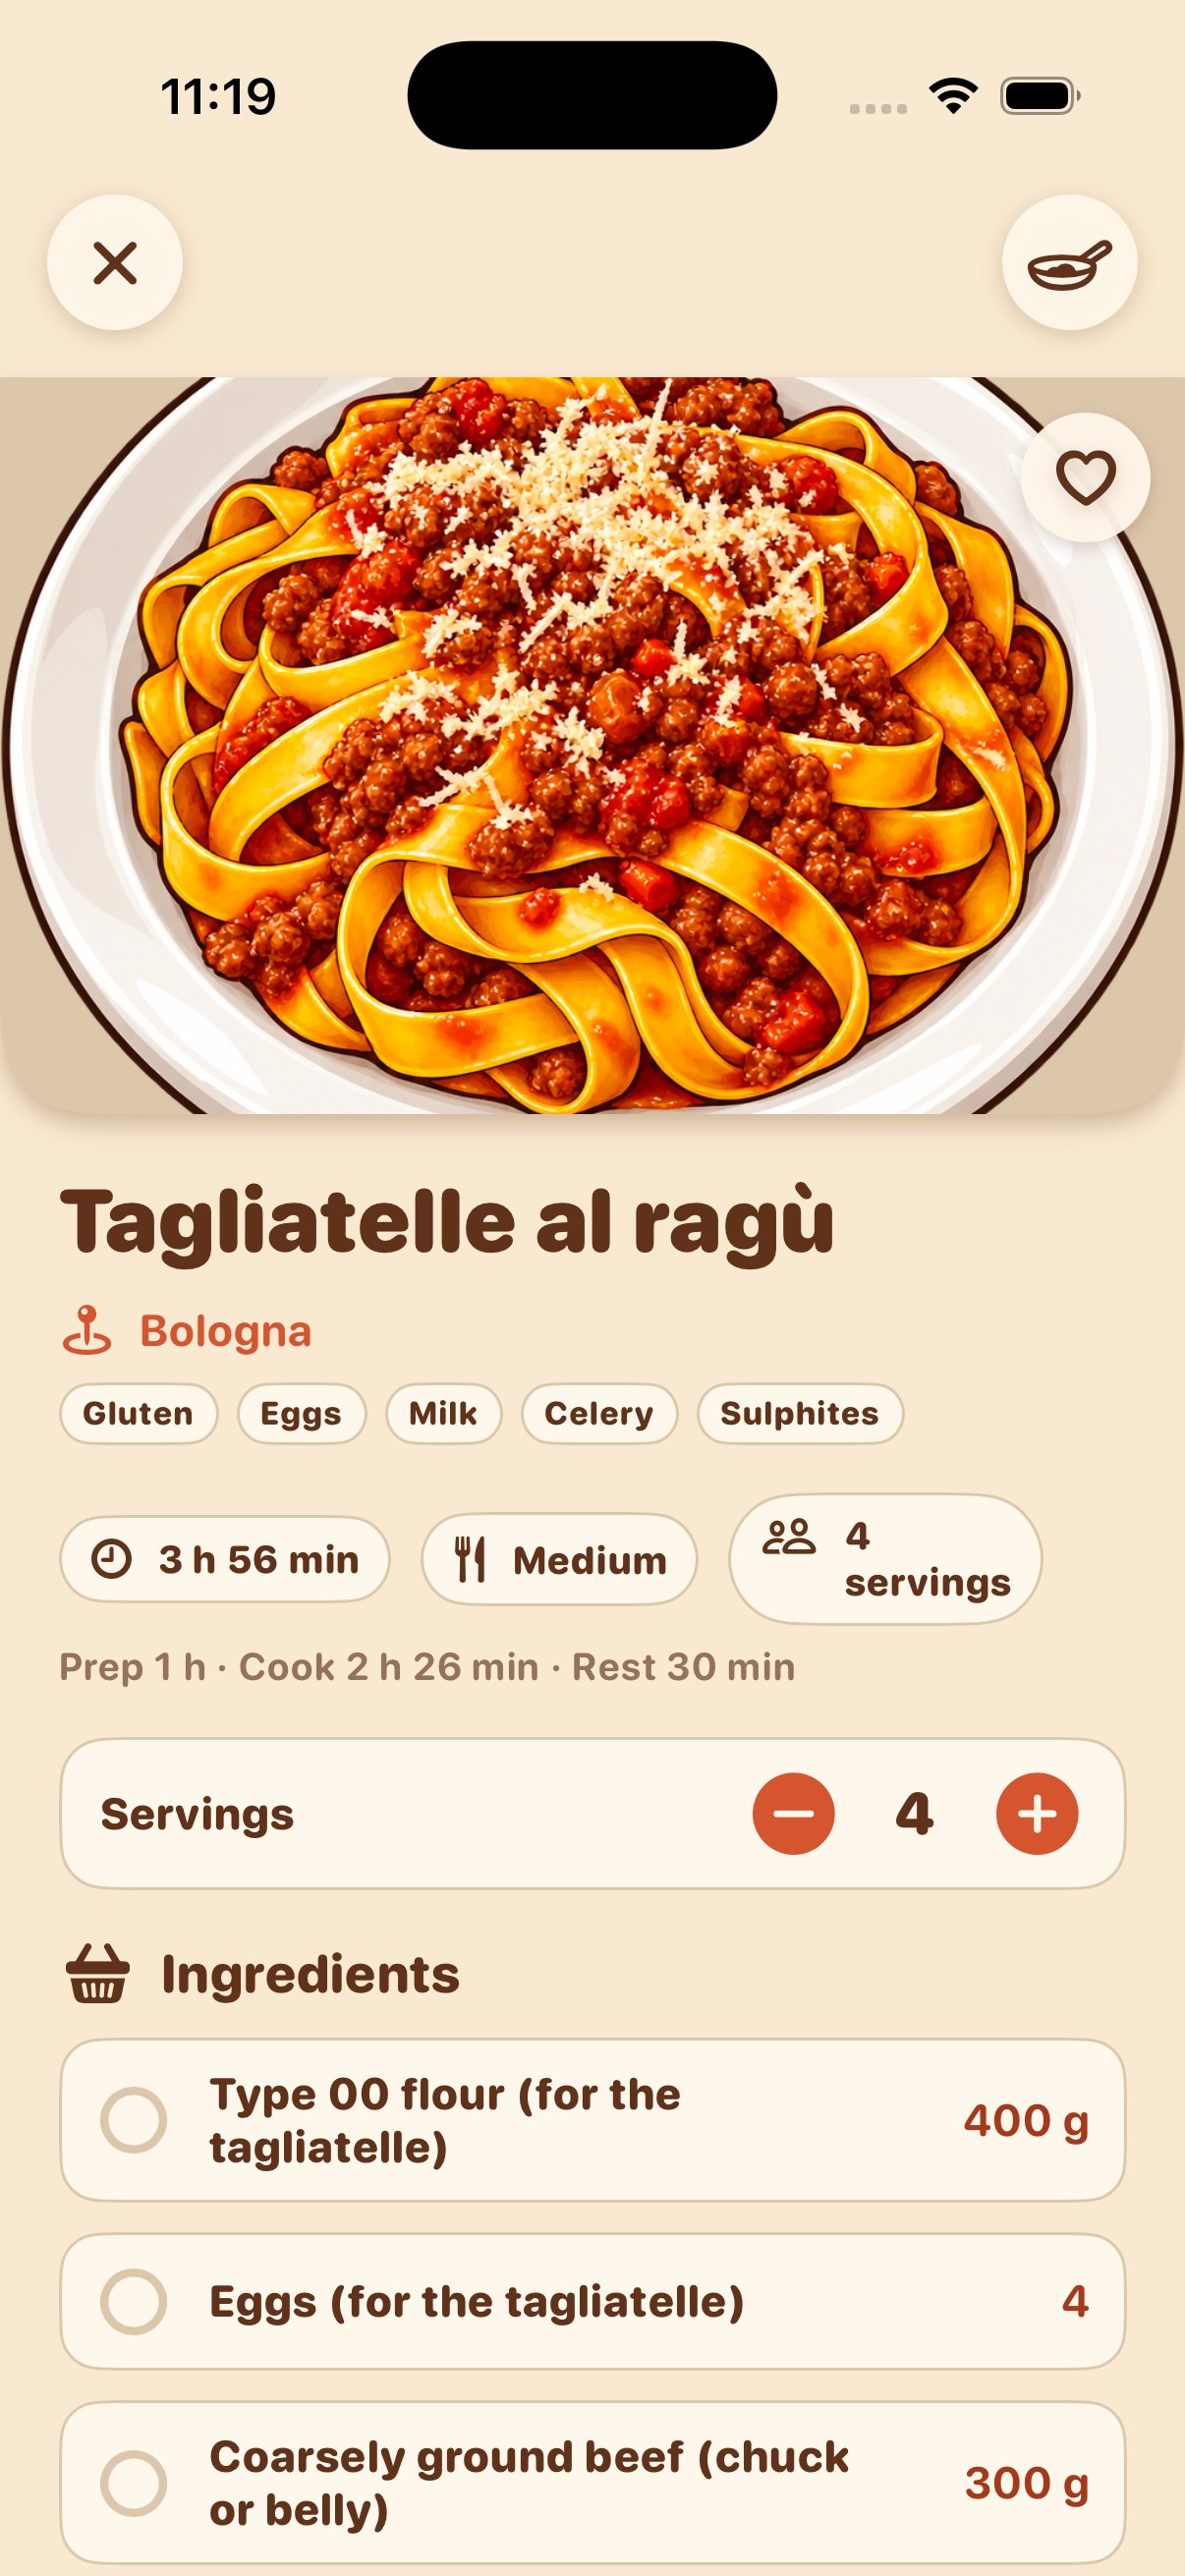 11:19
Tagliatelle al ragù
Bologna
Gluten Eggs Milk Celery Sulphites
3 h 56 min
Medium
4
servings
Prep 1 h · Cook 2 h 26 min · Rest 30 min
Servings
4
Ingredients
Type 00 flour (for the
tagliatelle)
400 g
Eggs (for the tagliatelle)
4
Coarsely ground beef (chuck
or belly)
300 g